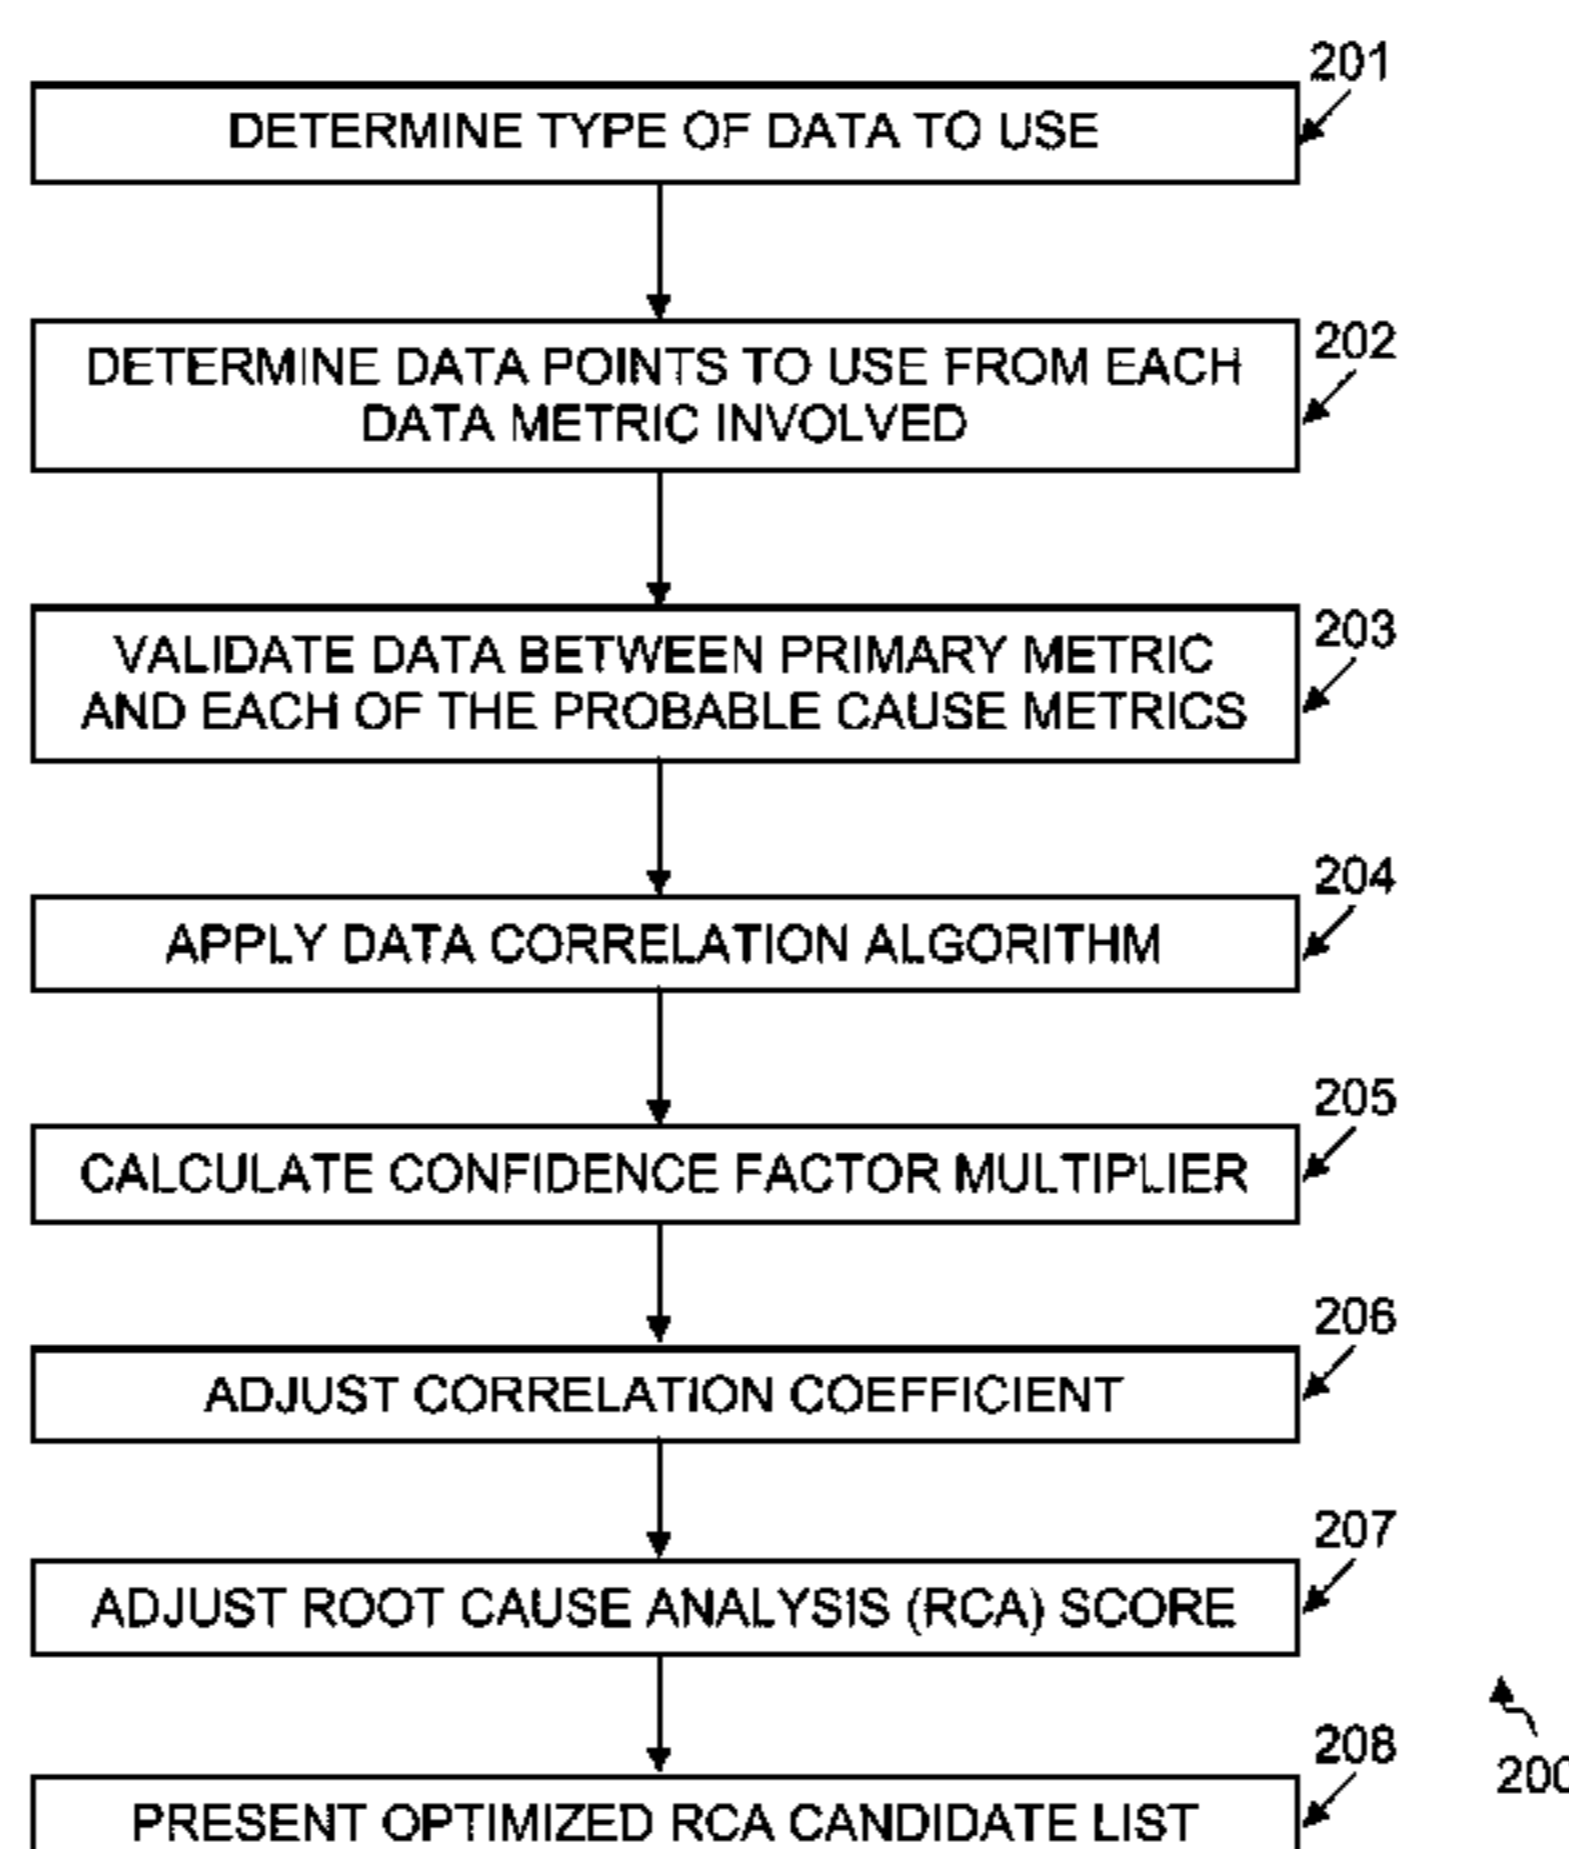 201
DETERMINE TYPE OF DATA TO USE
202
DETERMINE DATA POINTS TO USE FROM EACH
DATA METRIC INVOLVED
203
VALIDATE DATA BETWEEN PRIMARY METRIC
AND EACH OF THE PROBABLE CAUSE METRICS
204
APPLY DATA CORRELATION ALGORITHM
205
CALCULATE CONFIDENCE FACTOR MULTIPLIER
206
ADJUST CORRELATION COEFFICIENT
207
ADJUST ROOT CAUSE ANALYSIS (RCA) SCORE
208
200
PRESENT OPTIMIZED RCA CANDIDATE LIST